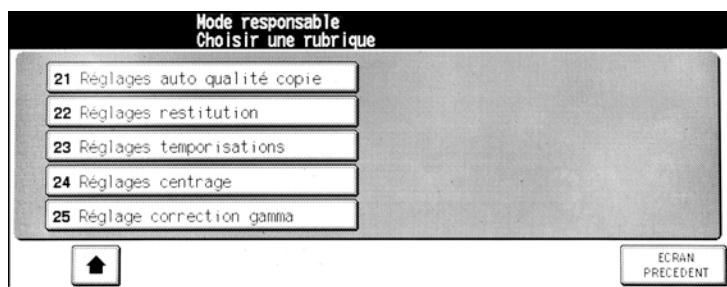 Mode responsable
Choisir une rubrique
21 Réglages auto qualité copie
22 Réglages restitution
23 Réglages temporisations
24 Réglages centrage
25 Réglage correction gamma
ECRAN
PRECEDENT